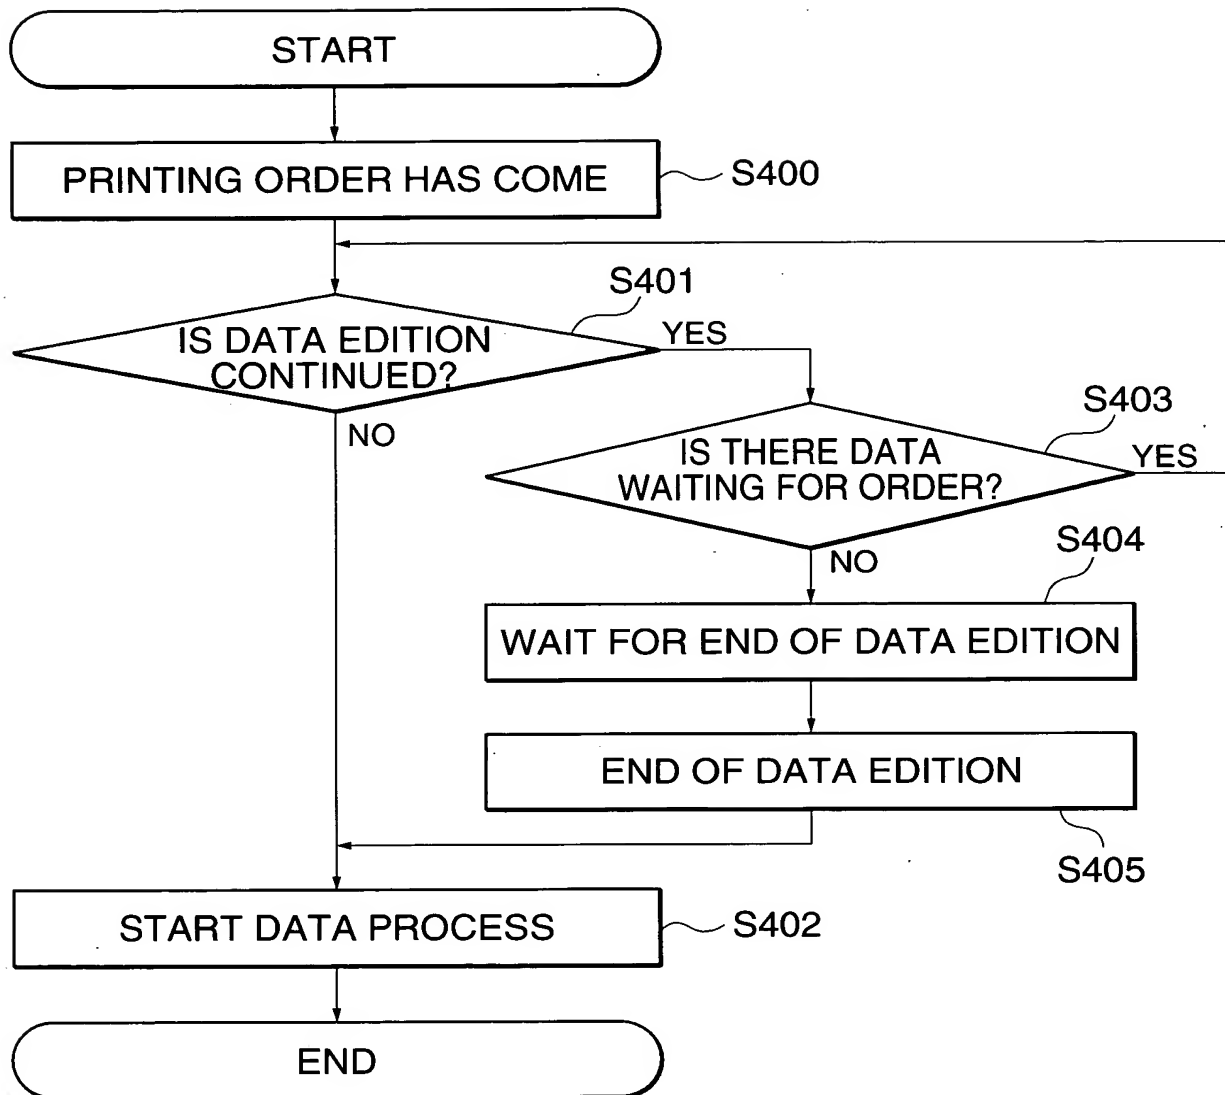 START
PRINTING ORDER HAS COME
S400
S401
IS DATA EDITION
CONTINUED?
YES
NO
S403
IS THERE DATA
WAITING FOR ORDER?
YES
NO
S404
WAIT FOR END OF DATA EDITION
END OF DATA EDITION
S405
START DATA PROCESS
S402
END